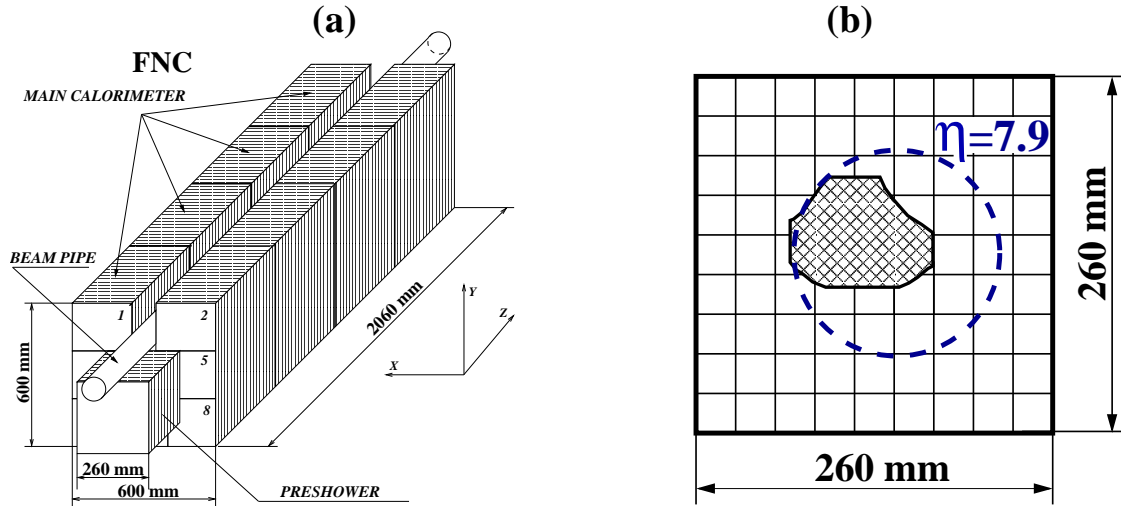 (a)
FNC
MAIN CALORIMETER
BEAM PIPE
1
2
5
8
600 mm
260 mm
600 mm
2060 mm
PRESHOWER
Y
Z
X
(b)
η=7.9
260 mm
260 mm